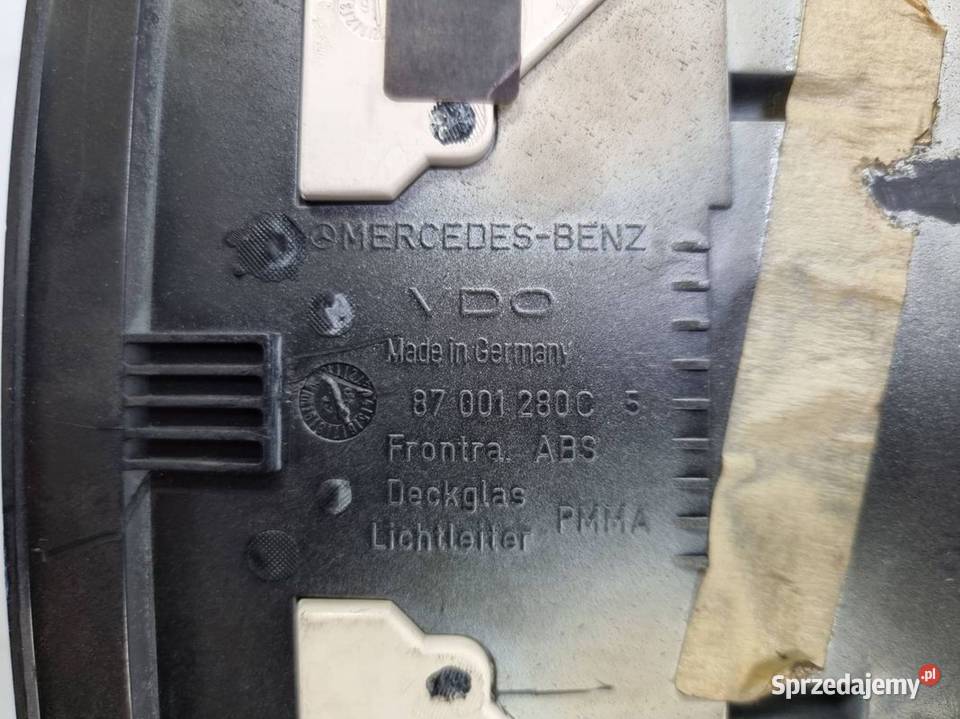 MERCEDES-BENZ
VDO
Made in Germany
87 001 280C 5
Frontra. ABS
Deckglas
Lichtleiter PMMA
Sprzedajemy.pl